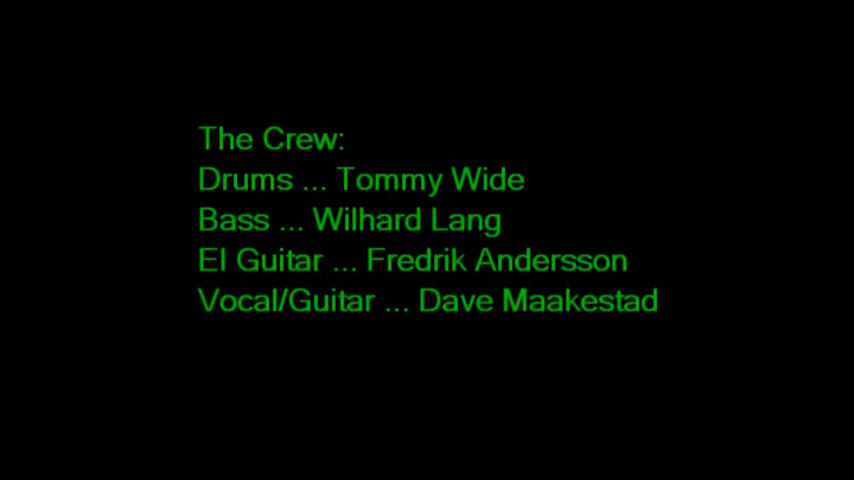 The Crew:
Drums ... Tommy Wide
Bass ... Wilhard Lang
El Guitar ... Fredrik Andersson
Vocal/Guitar ... Dave Maakestad